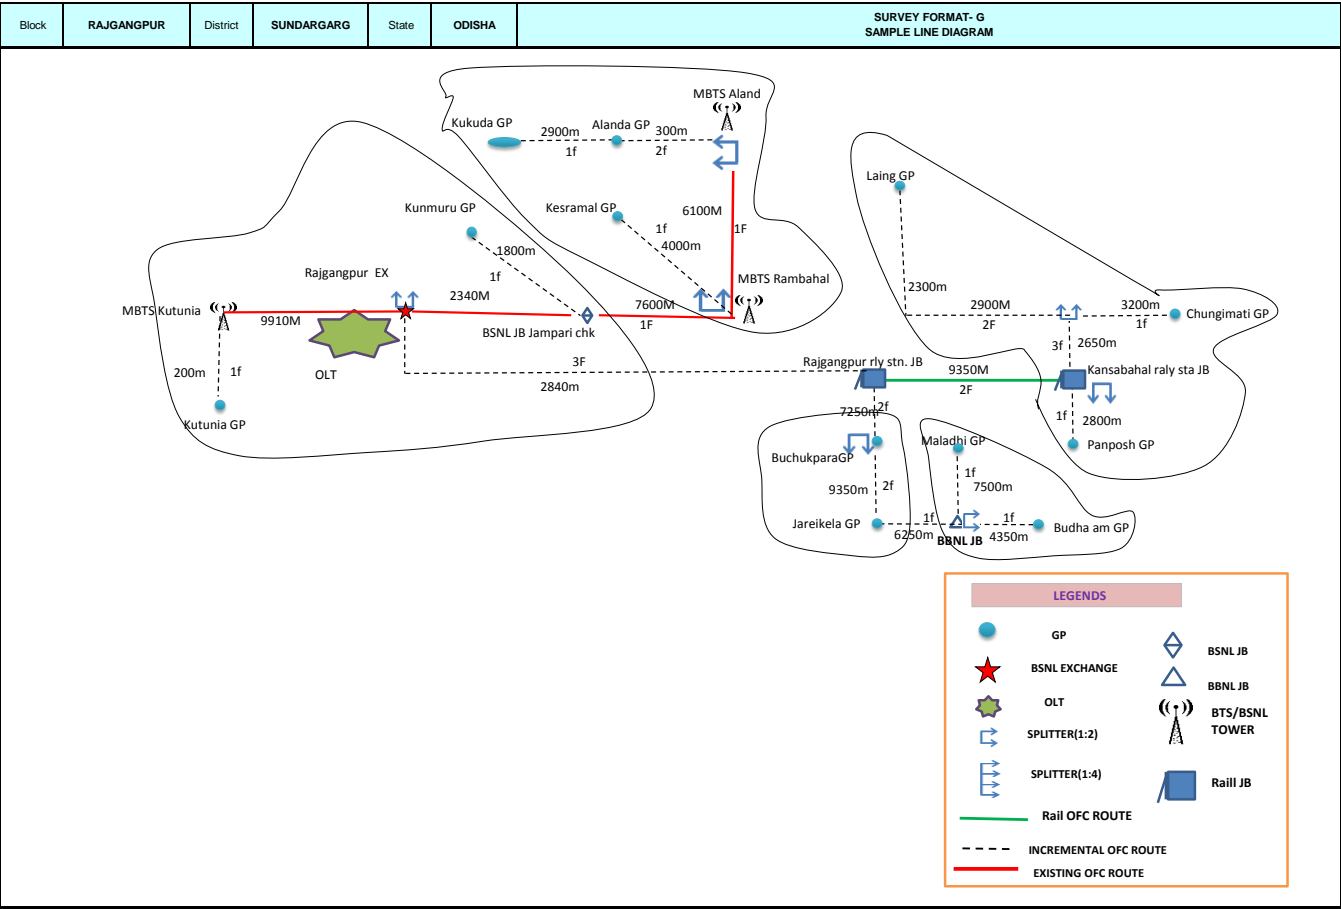 Block RAJGANGPUR District SUNDARGARG State ODISHA SURVEY FORMAT- G
SAMPLE LINE DIAGRAM
MBTS Aland
Kukuda GP
2900m
1f
Alanda GP
300m
2f
Laing GP
Kunmuru GP
Kesramal GP
6100M
1F
1f
4000m
1800m
1f
Rajgangpur EX
MBTS Rambahal
2300m
MBTS Kutunia
9910M
2340M
7600M
1F
BSNL JB Jampari chk
2900M
2F
3200m
1f
Chungimati GP
OLT
3F
2840m
3f
2650m
Rajgangpur rly stn. JB
9350M
2F
Kansabahal raly sta JB
200m
1f
Kutunia GP
7250m
2f
1f
2800m
Panposh GP
BuchukparaGP
Maladhi GP
9350m
2f
1f
7500m
Jareikela GP
1f
6250m
BBNL JB
1f
4350m
Budha am GP
LEGENDS
GP
BSNL JB
BSNL EXCHANGE
BBNL JB
OLT
BTS/BSNL
TOWER
SPLITTER(1:2)
SPLITTER(1:4)
Raill JB
Rail OFC ROUTE
INCREMENTAL OFC ROUTE
EXISTING OFC ROUTE